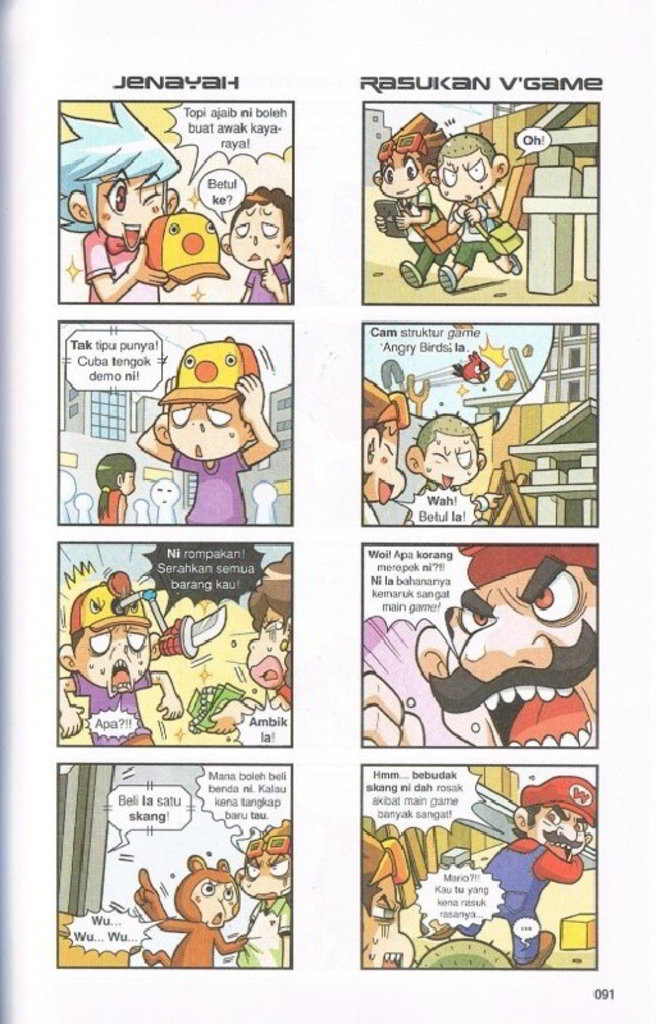 JENAYAH
Topi ajaib ni boleh
buat awak kaya-
raya!
Betul
ke?
Tak tipu punya!
Cuba tengok
demo ni!
Ni rompakan!
Serahkan semua
barang kau!
Apa?!!
Ambik
la!
Beli la satu
skang!
Mana boleh beli
benda ni. Kalau
kena tangkap
baru tau.
Wu...
Wu... Wu...
RASUKAN V'GAME
Oh!
Cam struktur game
'Angry Birds' la.
Wah!
Betul la!
Woi! Apa korang
merepek ni?!!
Ni la bahananya
kemaruk sangat
main game!
Hmm... bebudak
skang ni dah rosak
akibat main game
banyak sangat!
Mario?!!
Kau tu yang
kena rasuk
rasanya...
091